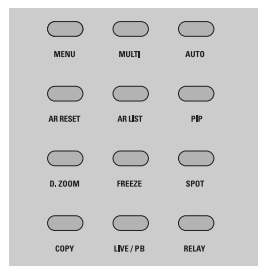 MENU MULTI AUTO
AR RESET AR LIST PIP
D. ZOOM FREEZE SPOT
COPY LIVE / PB RELAY